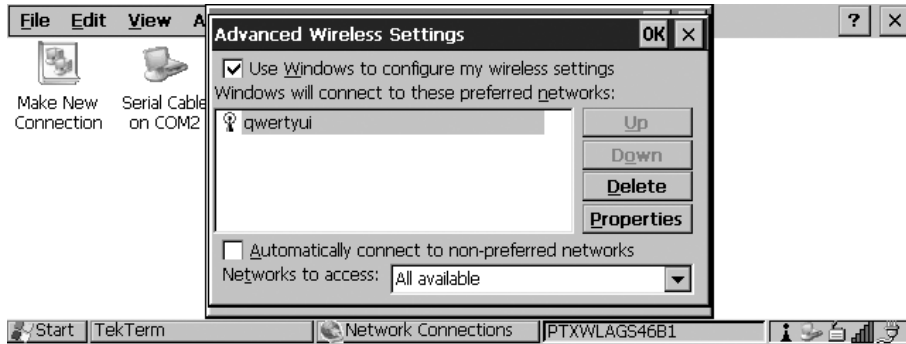 File Edit View A
?
×
Advanced Wireless Settings OK ×
Use Windows to configure my wireless settings
Windows will connect to these preferred networks:
Make New
Connection
Serial Cable
on COM2
qwertyui
Up
Down
Delete
Properties
Automatically connect to non-preferred networks
Networks to access: All available
Start TekTerm Network Connections PTXWLAGS46B1